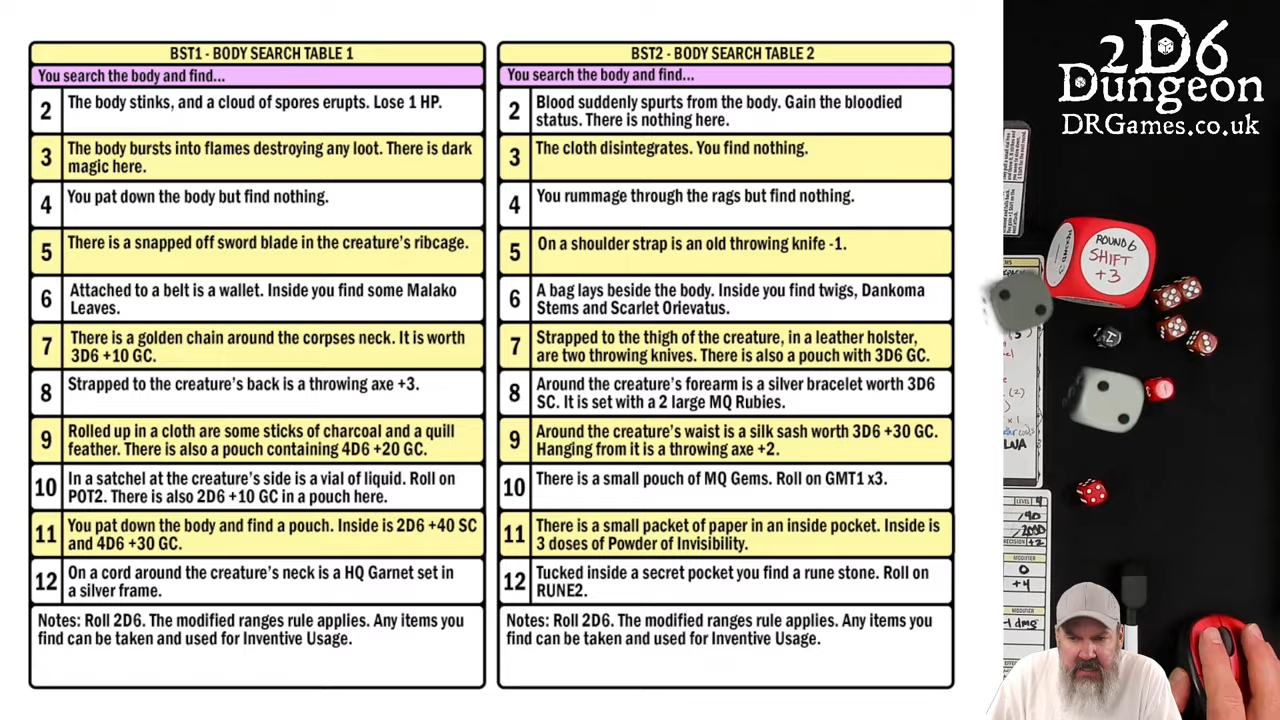 BST1 - BODY SEARCH TABLE 1
You search the body and find...
2 The body stinks, and a cloud of spores erupts. Lose 1 HP.
3 The body bursts into flames destroying any loot. There is dark
magic here.
4 You pat down the body but find nothing.
5 There is a snapped off sword blade in the creature's ribcage.
6 Attached to a belt is a wallet. Inside you find some Malako
Leaves.
7 There is a golden chain around the corpses neck. It is worth
3D6 +10 GC.
8 Strapped to the creature's back is a throwing axe +3.
9 Rolled up in a cloth are some sticks of charcoal and a quill
feather. There is also a pouch containing 4D6 +20 GC.
10 In a satchel at the creature's side is a vial of liquid. Roll on
POT2. There is also 2D6 +10 GC in a pouch here.
11 You pat down the body and find a pouch. Inside is 2D6 +40 SC
and 4D6 +30 GC.
12 On a cord around the creature's neck is a HQ Garnet set in
a silver frame.
Notes: Roll 2D6. The modified ranges rule applies. Any items you
find can be taken and used for Inventive Usage.
BST2 - BODY SEARCH TABLE 2
You search the body and find...
2 Blood suddenly spurts from the body. Gain the bloodied
status. There is nothing here.
3 The cloth disintegrates. You find nothing.
4 You rummage through the rags but find nothing.
5 On a shoulder strap is an old throwing knife -1.
6 A bag lays beside the body. Inside you find twigs, Dankoma
Stems and Scarlet Orievatus.
7 Strapped to the thigh of the creature, in a leather holster,
are two throwing knives. There is also a pouch with 3D6 GC.
8 Around the creature's forearm is a silver bracelet worth 3D6
SC. It is set with a 2 large MQ Rubies.
9 Around the creature's waist is a silk sash worth 3D6 +30 GC.
Hanging from it is a throwing axe +2.
10 There is a small pouch of MQ Gems. Roll on GMT1 x3.
11 There is a small packet of paper in an inside pocket. Inside is
3 doses of Powder of Invisibility.
12 Tucked inside a secret pocket you find a rune stone. Roll on
RUNE2.
Notes: Roll 2D6. The modified ranges rule applies. Any items you
find can be taken and used for Inventive Usage.
2D6
Dungeon
DRGames.co.uk
ROUND 6
SHIFT
+3
LEVEL 4
/40
/2000
PRECISION +2
MODIFIER
0
+4
MODIFIER
-1 dmg